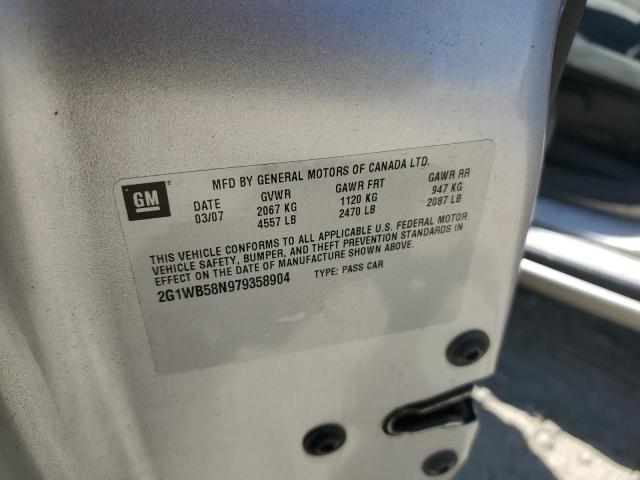 MFD BY GENERAL MOTORS OF CANADA LTD.
GM
DATE GVWR GAWR FRT GAWR RR
03/07 2067 KG 1120 KG 947 KG
4557 LB 2470 LB 2087 LB
THIS VEHICLE CONFORMS TO ALL APPLICABLE U.S. FEDERAL MOTOR
VEHICLE SAFETY, BUMPER, AND THEFT PREVENTION STANDARDS IN
EFFECT ON THE DATE OF MANUFACTURE SHOWN ABOVE.
2G1WB58N979358904 TYPE: PASS CAR